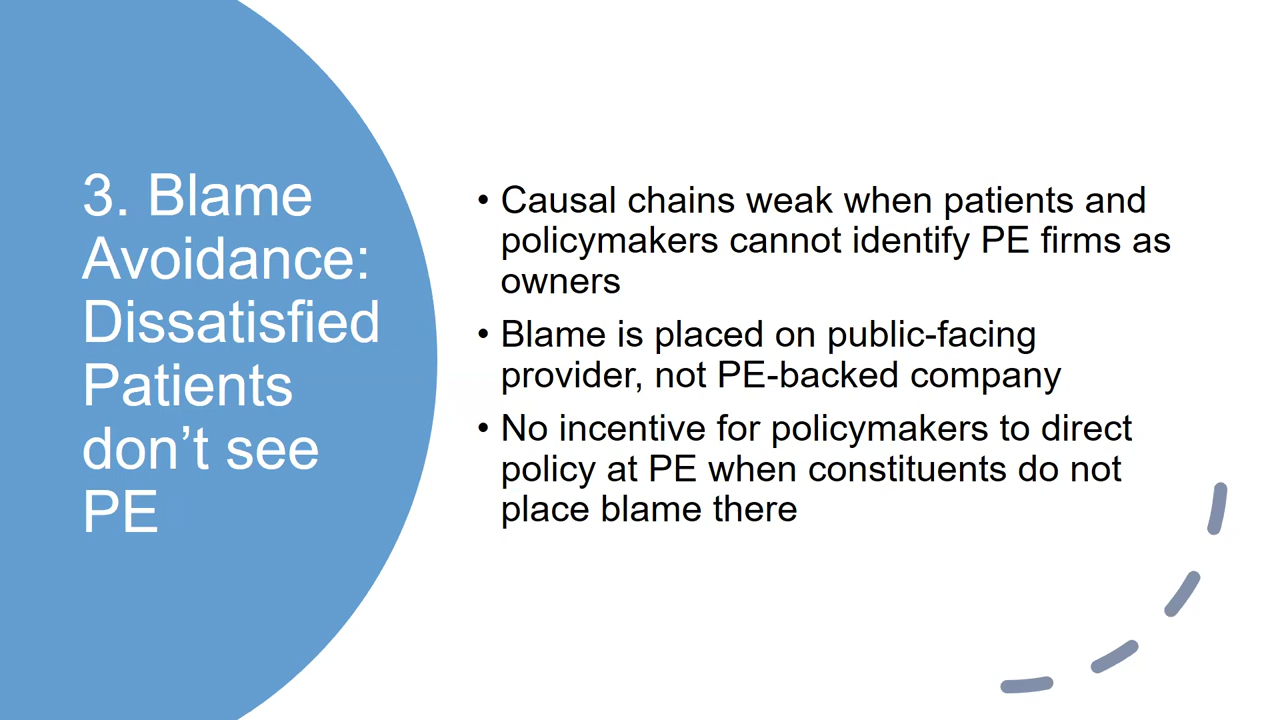 3. Blame
Avoidance:
Dissatisfied
Patients
don’t see
PE
• Causal chains weak when patients and
policymakers cannot identify PE firms as
owners
• Blame is placed on public-facing
provider, not PE-backed company
• No incentive for policymakers to direct
policy at PE when constituents do not
place blame there